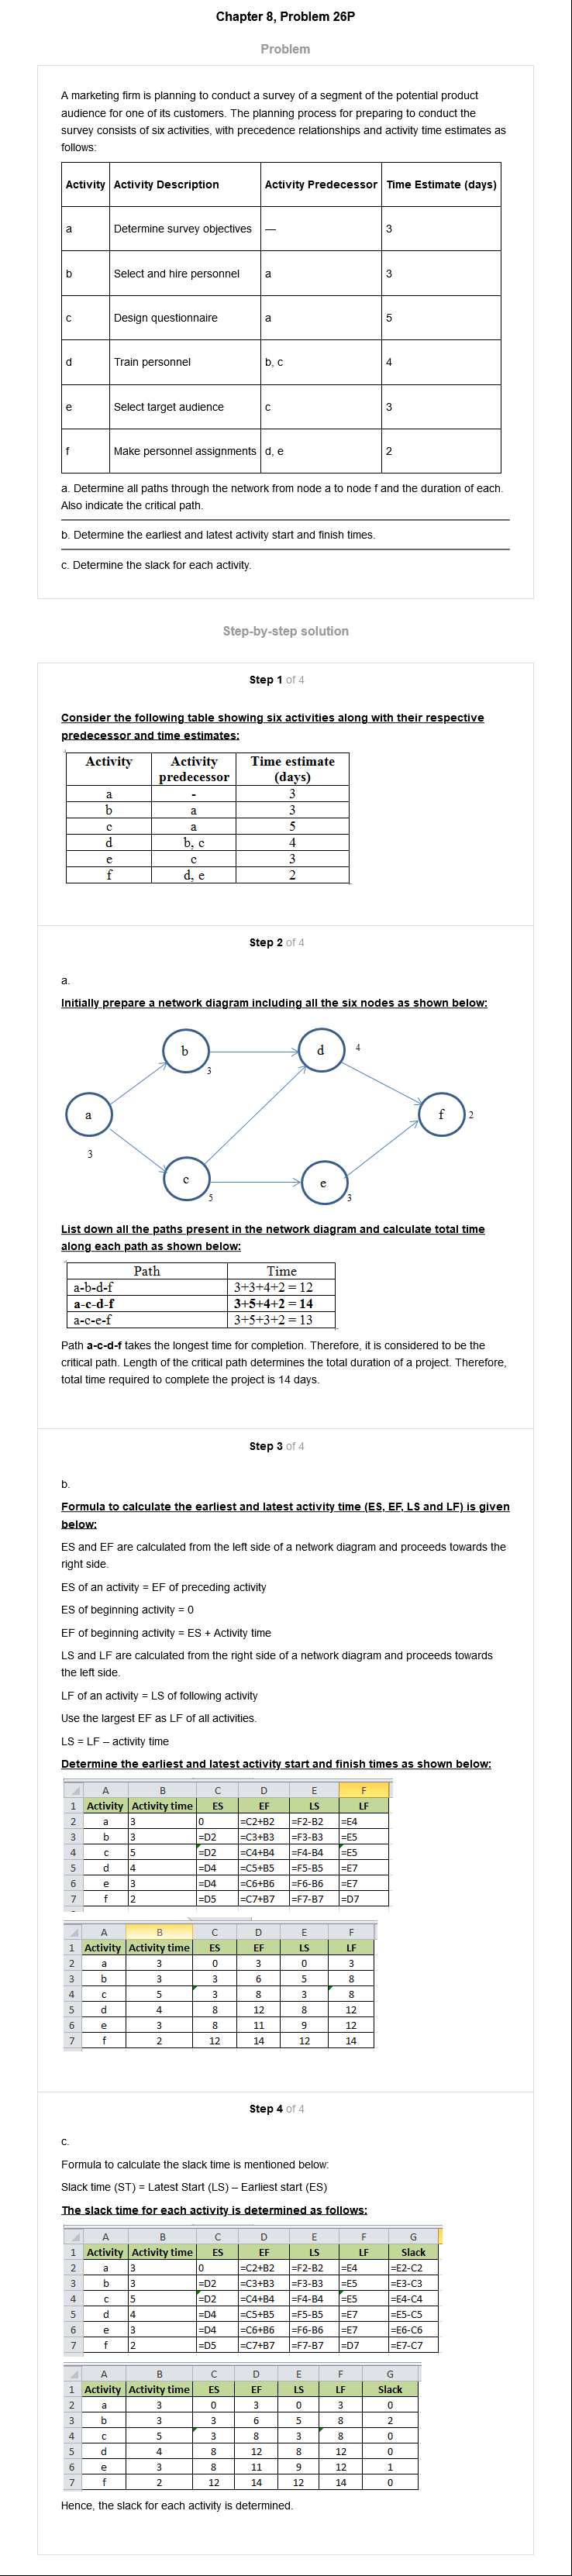 Chapter 8, Problem 26P
Problem
A marketing firm is planning to conduct a survey of a segment of the potential product
audience for one of its customers. The planning process for preparing to conduct the
survey consists of six activities, with precedence relationships and activity time estimates as
follows:
Activity Activity Description Activity Predecessor Time Estimate (days)
a Determine survey objectives — 3
b Select and hire personnel a 3
c Design questionnaire a 5
d Train personnel b, c 4
e Select target audience c 3
f Make personnel assignments d, e 2
a. Determine all paths through the network from node a to node f and the duration of each.
Also indicate the critical path.
b. Determine the earliest and latest activity start and finish times.
c. Determine the slack for each activity.
Step-by-step solution
Step 1 of 4
Consider the following table showing six activities along with their respective
predecessor and time estimates:
Activity Activity Time estimate
predecessor (days)
a - 3
b a 3
c a 5
d b, c 4
e c 3
f d, e 2
Step 2 of 4
a.
Initially prepare a network diagram including all the six nodes as shown below:
b d 4
3
a f 2
3
c e
5 3
List down all the paths present in the network diagram and calculate total time
along each path as shown below:
Path Time
a-b-d-f 3+3+4+2 = 12
a-c-d-f 3+5+4+2 = 14
a-c-e-f 3+5+3+2 = 13
Path a-c-d-f takes the longest time for completion. Therefore, it is considered to be the
critical path. Length of the critical path determines the total duration of a project. Therefore,
total time required to complete the project is 14 days.
Step 3 of 4
b.
Formula to calculate the earliest and latest activity time (ES, EF, LS and LF) is given
below:
ES and EF are calculated from the left side of a network diagram and proceeds towards the
right side.
ES of an activity = EF of preceding activity
ES of beginning activity = 0
EF of beginning activity = ES + Activity time
LS and LF are calculated from the right side of a network diagram and proceeds towards
the left side.
LF of an activity = LS of following activity
Use the largest EF as LF of all activities.
LS = LF – activity time
Determine the earliest and latest activity start and finish times as shown below:
A B C D E F
1 Activity Activity time ES EF LS LF
2 a 3 0 =C2+B2 =F2-B2 =E4
3 b 3 =D2 =C3+B3 =F3-B3 =E5
4 c 5 =D2 =C4+B4 =F4-B4 =E5
5 d 4 =D4 =C5+B5 =F5-B5 =E7
6 e 3 =D4 =C6+B6 =F6-B6 =E7
7 f 2 =D5 =C7+B7 =F7-B7 =D7
A B C D E F
1 Activity Activity time ES EF LS LF
2 a 3 0 3 0 3
3 b 3 3 6 5 8
4 c 5 3 8 3 8
5 d 4 8 12 8 12
6 e 3 8 11 9 12
7 f 2 12 14 12 14
Step 4 of 4
c.
Formula to calculate the slack time is mentioned below:
Slack time (ST) = Latest Start (LS) – Earliest start (ES)
The slack time for each activity is determined as follows:
A B C D E F G
1 Activity Activity time ES EF LS LF Slack
2 a 3 0 =C2+B2 =F2-B2 =E4 =E2-C2
3 b 3 =D2 =C3+B3 =F3-B3 =E5 =E3-C3
4 c 5 =D2 =C4+B4 =F4-B4 =E5 =E4-C4
5 d 4 =D4 =C5+B5 =F5-B5 =E7 =E5-C5
6 e 3 =D4 =C6+B6 =F6-B6 =E7 =E6-C6
7 f 2 =D5 =C7+B7 =F7-B7 =D7 =E7-C7
A B C D E F G
1 Activity Activity time ES EF LS LF Slack
2 a 3 0 3 0 3 0
3 b 3 3 6 5 8 2
4 c 5 3 8 3 8 0
5 d 4 8 12 8 12 0
6 e 3 8 11 9 12 1
7 f 2 12 14 12 14 0
Hence, the slack for each activity is determined.